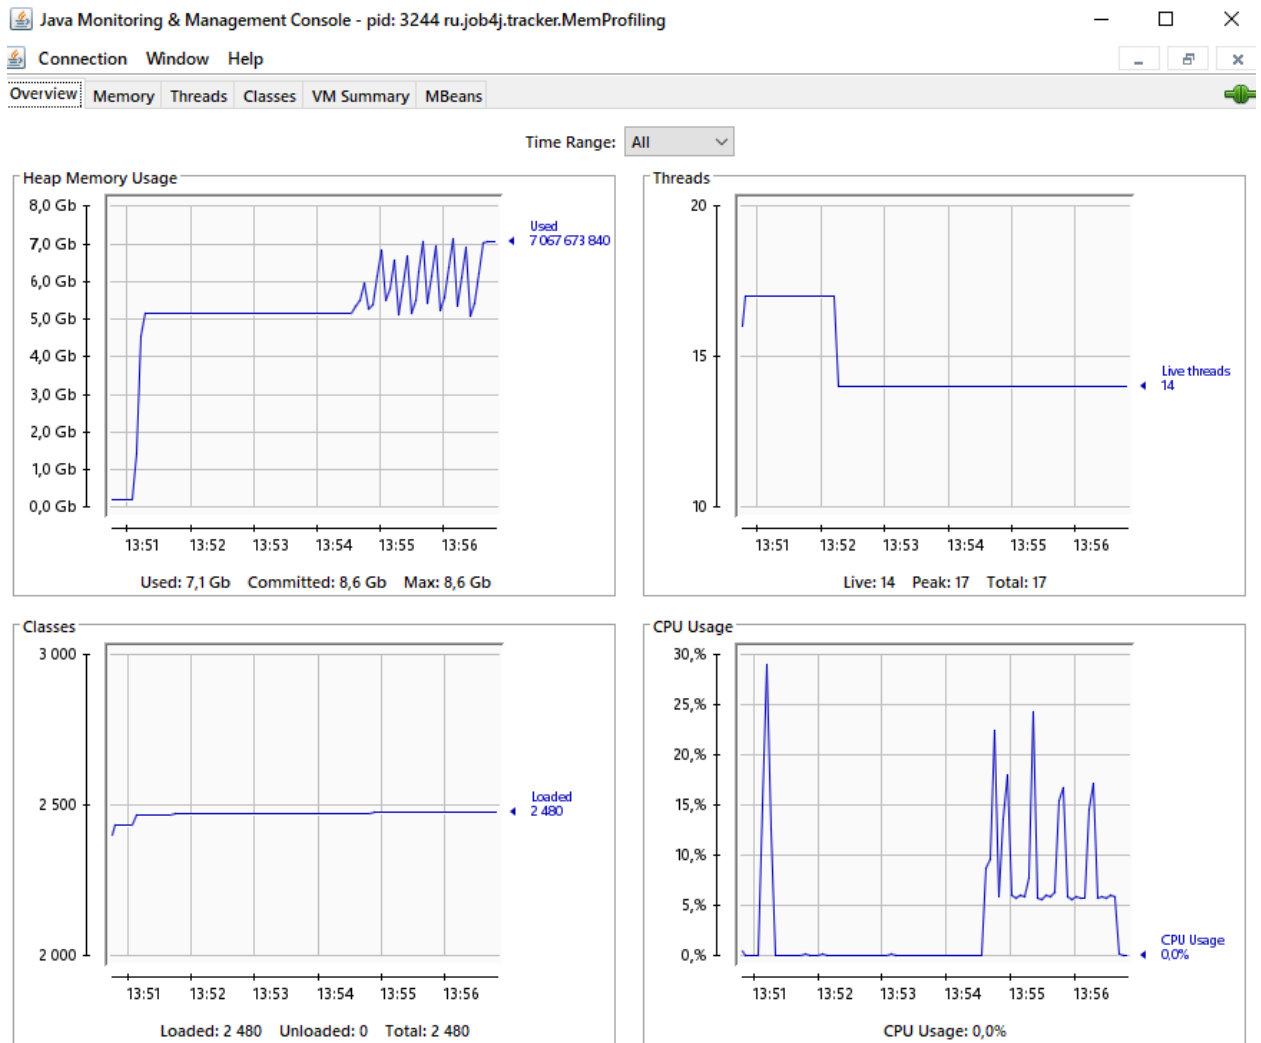 Java Monitoring & Management Console - pid: 3244 ru.job4j.tracker.MemProfiling
Connection Window Help
Overview Memory Threads Classes VM Summary MBeans
Time Range: All
Heap Memory Usage
8,0 Gb
7,0 Gb
6,0 Gb
5,0 Gb
4,0 Gb
3,0 Gb
2,0 Gb
1,0 Gb
0,0 Gb
Used
7 067 673 840
13:51 13:52 13:53 13:54 13:55 13:56
Used: 7,1 Gb Committed: 8,6 Gb Max: 8,6 Gb
Threads
20
15
10
Live threads
14
13:51 13:52 13:53 13:54 13:55 13:56
Live: 14 Peak: 17 Total: 17
Classes
3 000
2 500
2 000
Loaded
2 480
13:51 13:52 13:53 13:54 13:55 13:56
Loaded: 2 480 Unloaded: 0 Total: 2 480
CPU Usage
30,%
25,%
20,%
15,%
10,%
5,%
0,%
CPU Usage
0,0%
13:51 13:52 13:53 13:54 13:55 13:56
CPU Usage: 0,0%